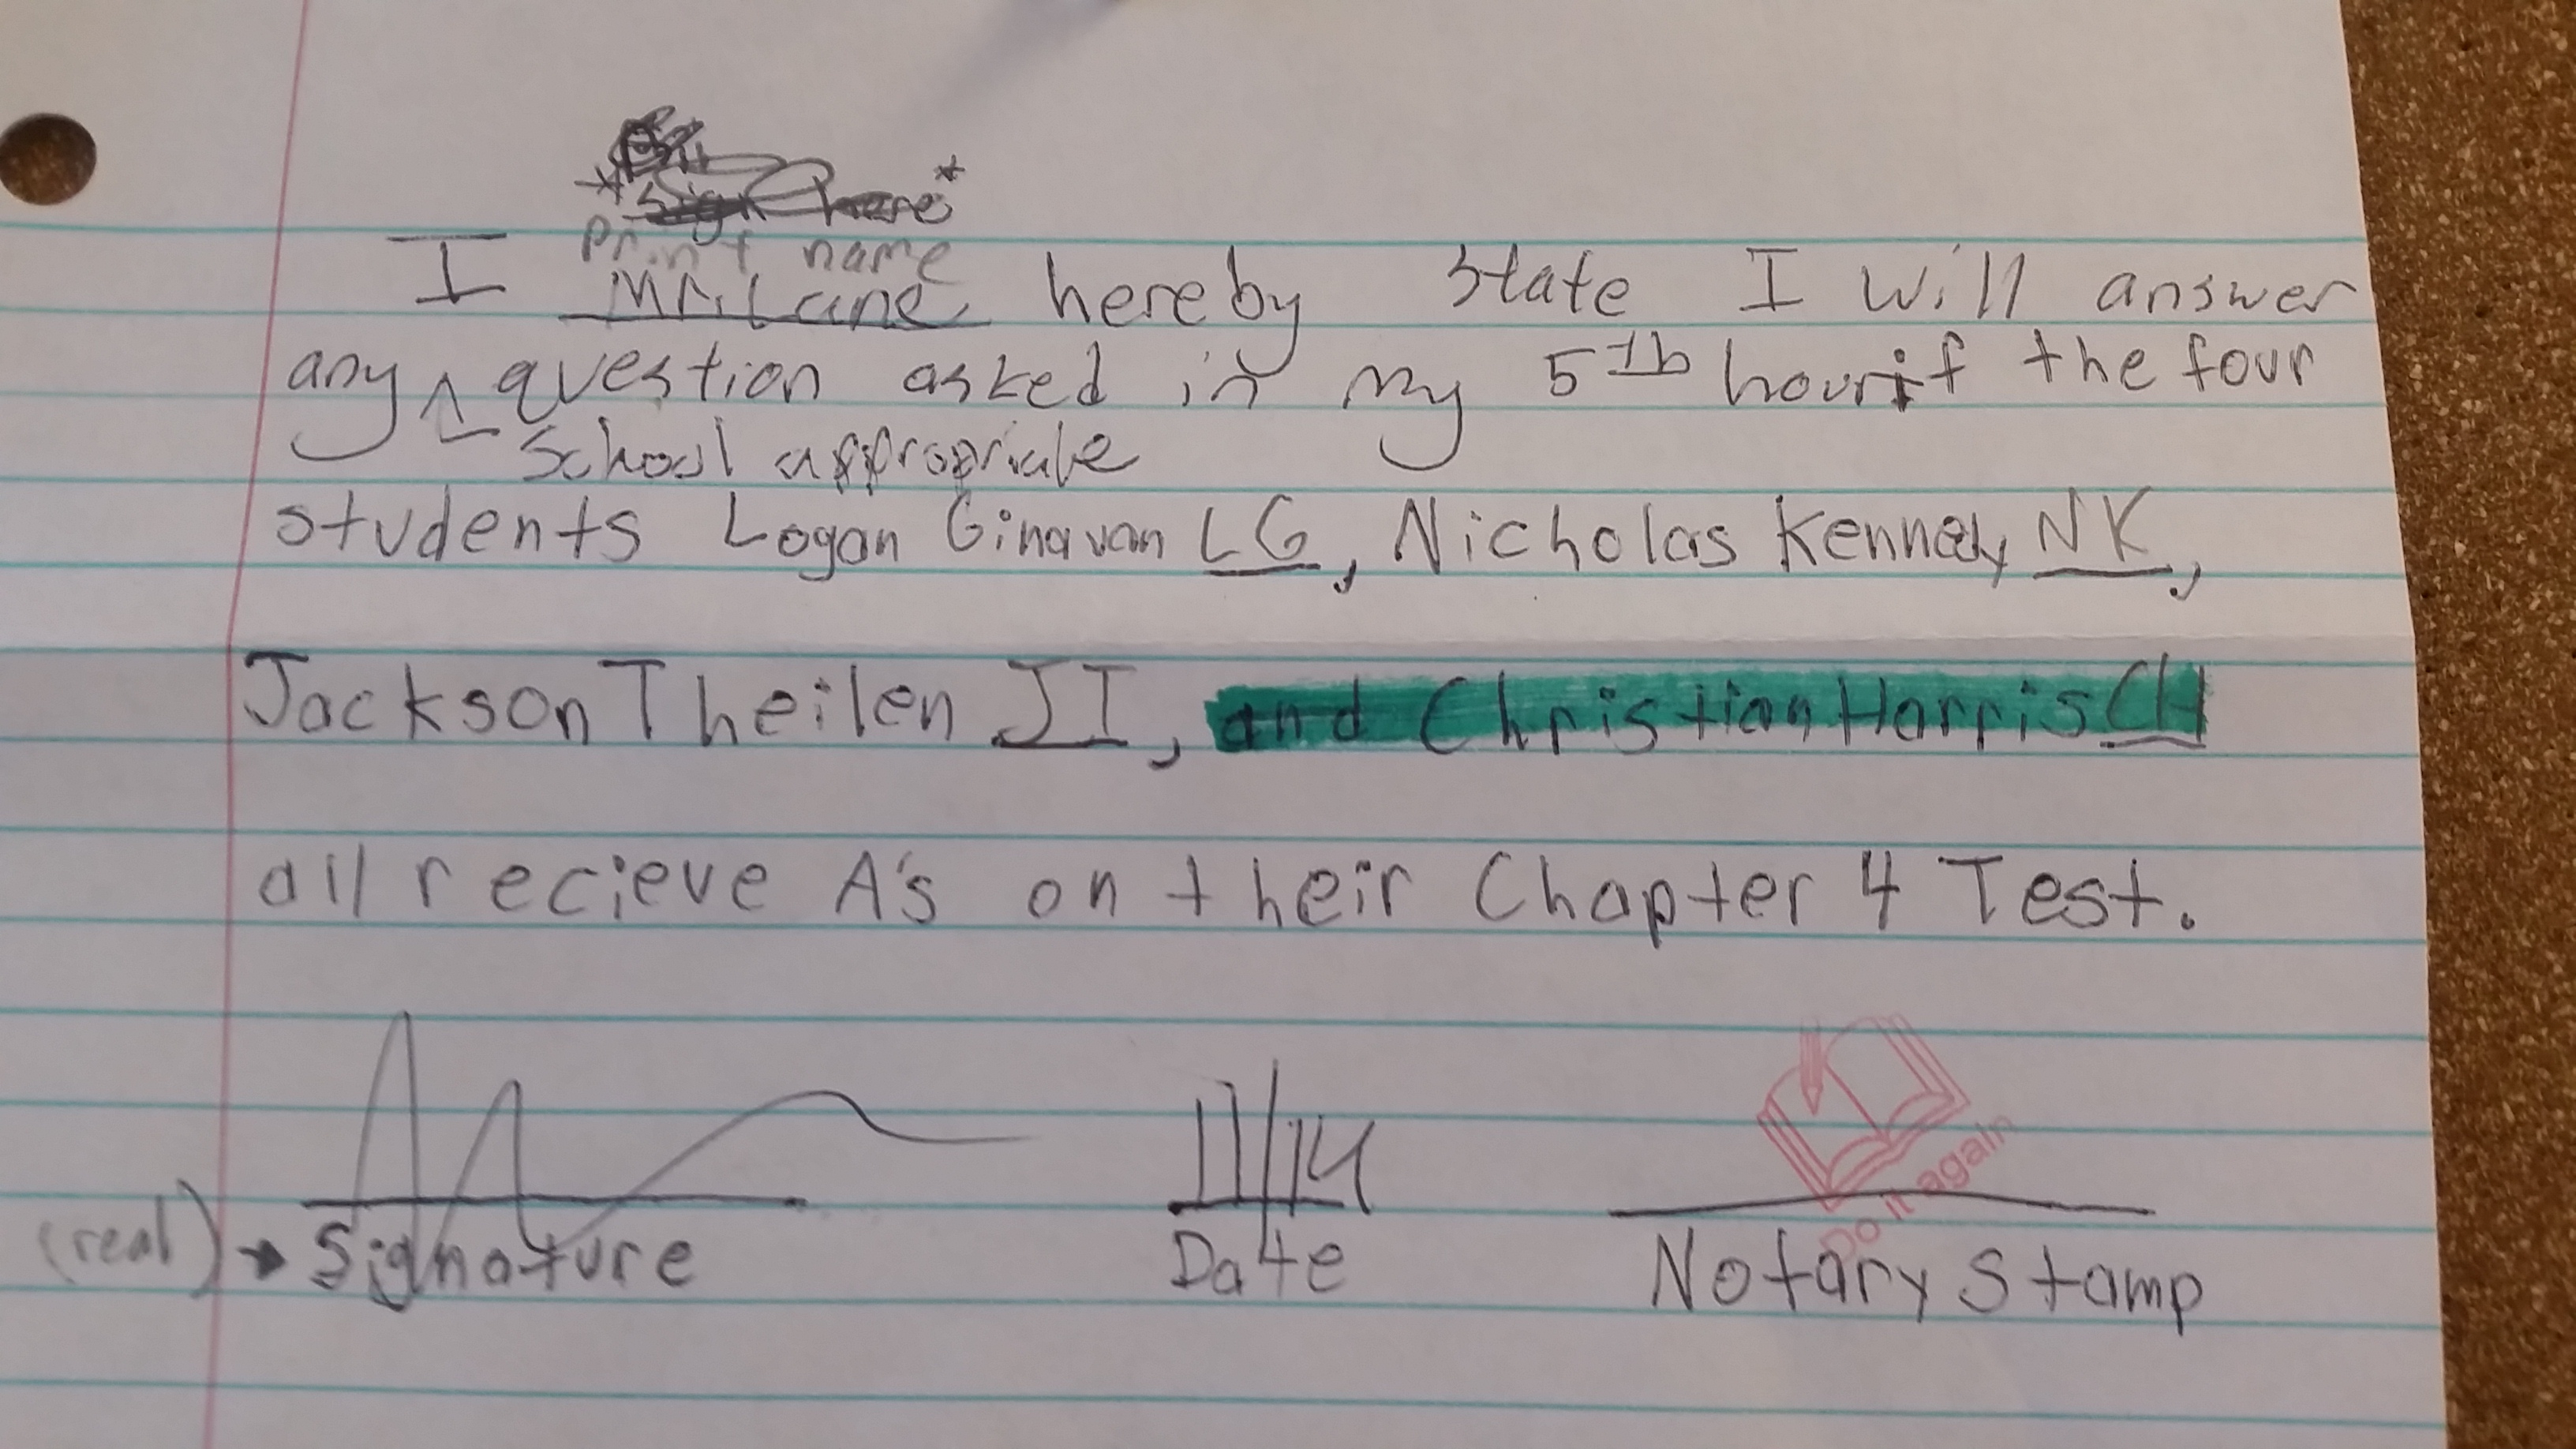 *Sign here*
Print name
I Mr. Lane hereby state I will answer
any ^ question asked in my 5th hour if the four
School appropriate
students Logan Ginavan LG, Nicholas Kennedy NK,
Jackson Theilen JT, and Christian Harris CH
all recieve A's on their Chapter 4 Test.
11/14
Do it again
(real) → Signature Date Notary Stamp